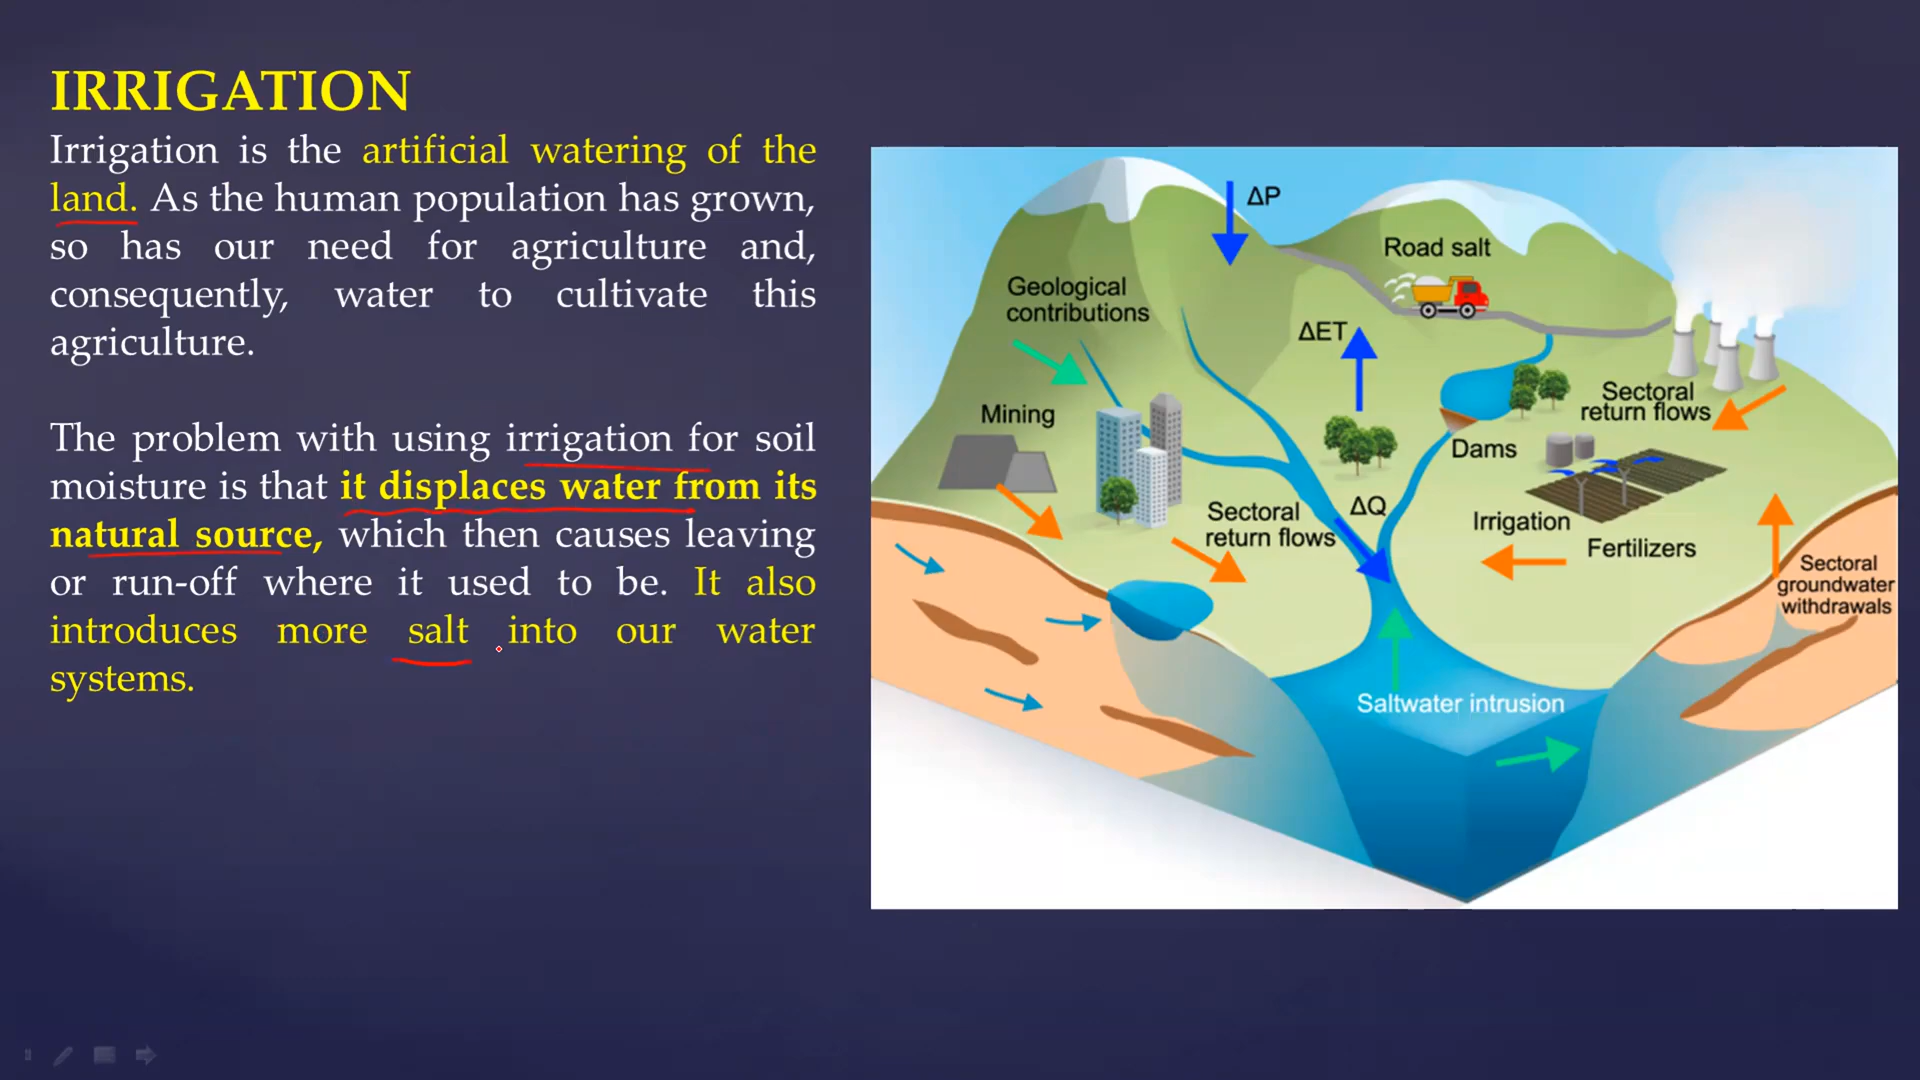 IRRIGATION
Irrigation is the artificial watering of the
land. As the human population has grown,
so has our need for agriculture and,
consequently, water to cultivate this
agriculture.
The problem with using irrigation for soil
moisture is that it displaces water from its
natural source, which then causes leaving
or run-off where it used to be. It also
introduces more salt into our water
systems.
ΔP
Road salt
Geological
contributions
ΔET
Sectoral
return flows
Mining
Dams
Sectoral
return flows
ΔQ
Irrigation
Fertilizers
Sectoral
groundwater
withdrawals
Saltwater intrusion